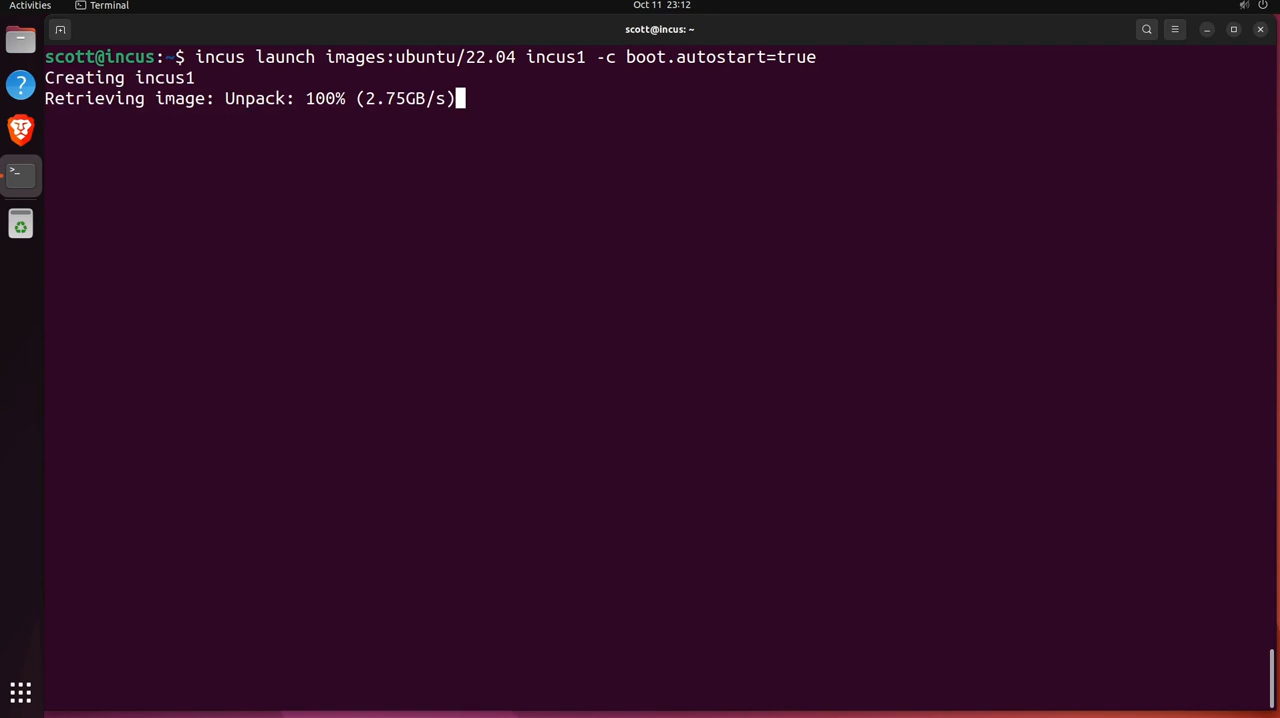 Activities
Terminal
Oct 11 23:12
scott@incus: ~
scott@incus:~$ incus launch images:ubuntu/22.04 incus1 -c boot.autostart=true
Creating incus1
Retrieving image: Unpack: 100% (2.75GB/s)